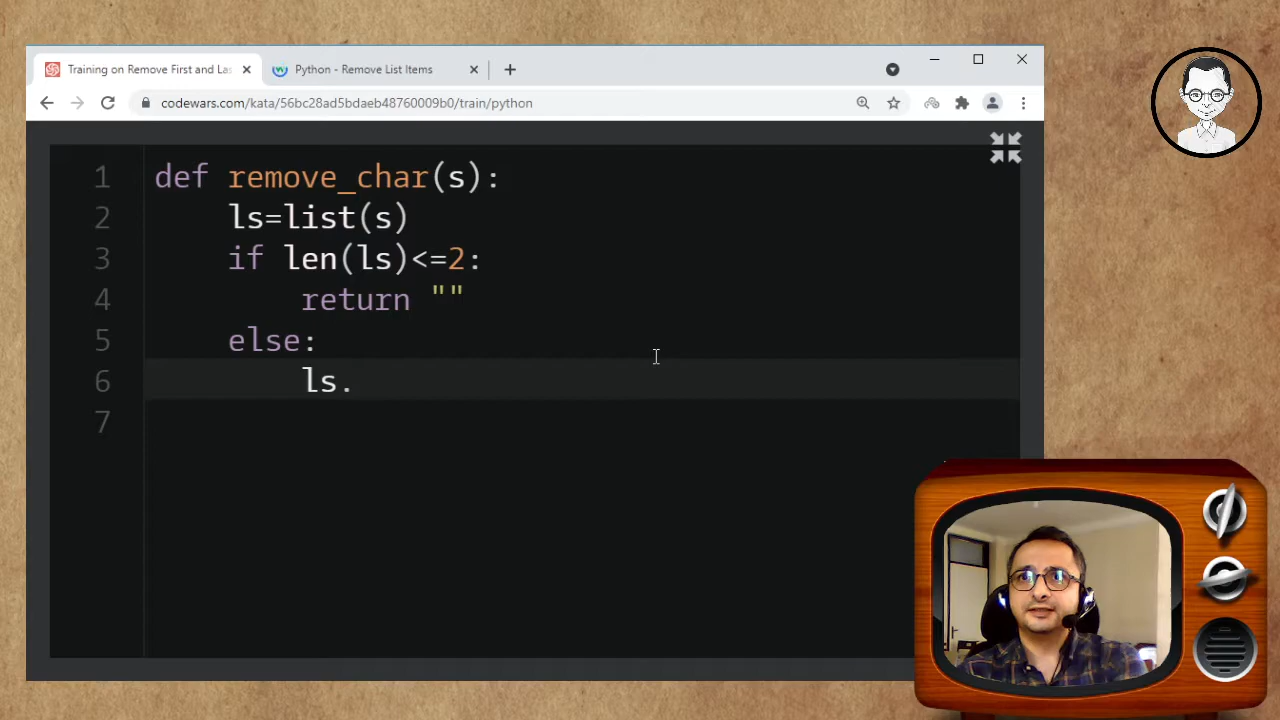 Training on Remove First and Las
Python - Remove List Items
codewars.com/kata/56bc28ad5bdaeb48760009b0/train/python
1 def remove_char(s):
2 ls=list(s)
3 if len(ls)<=2:
4 return ""
5 else:
6 ls.
7